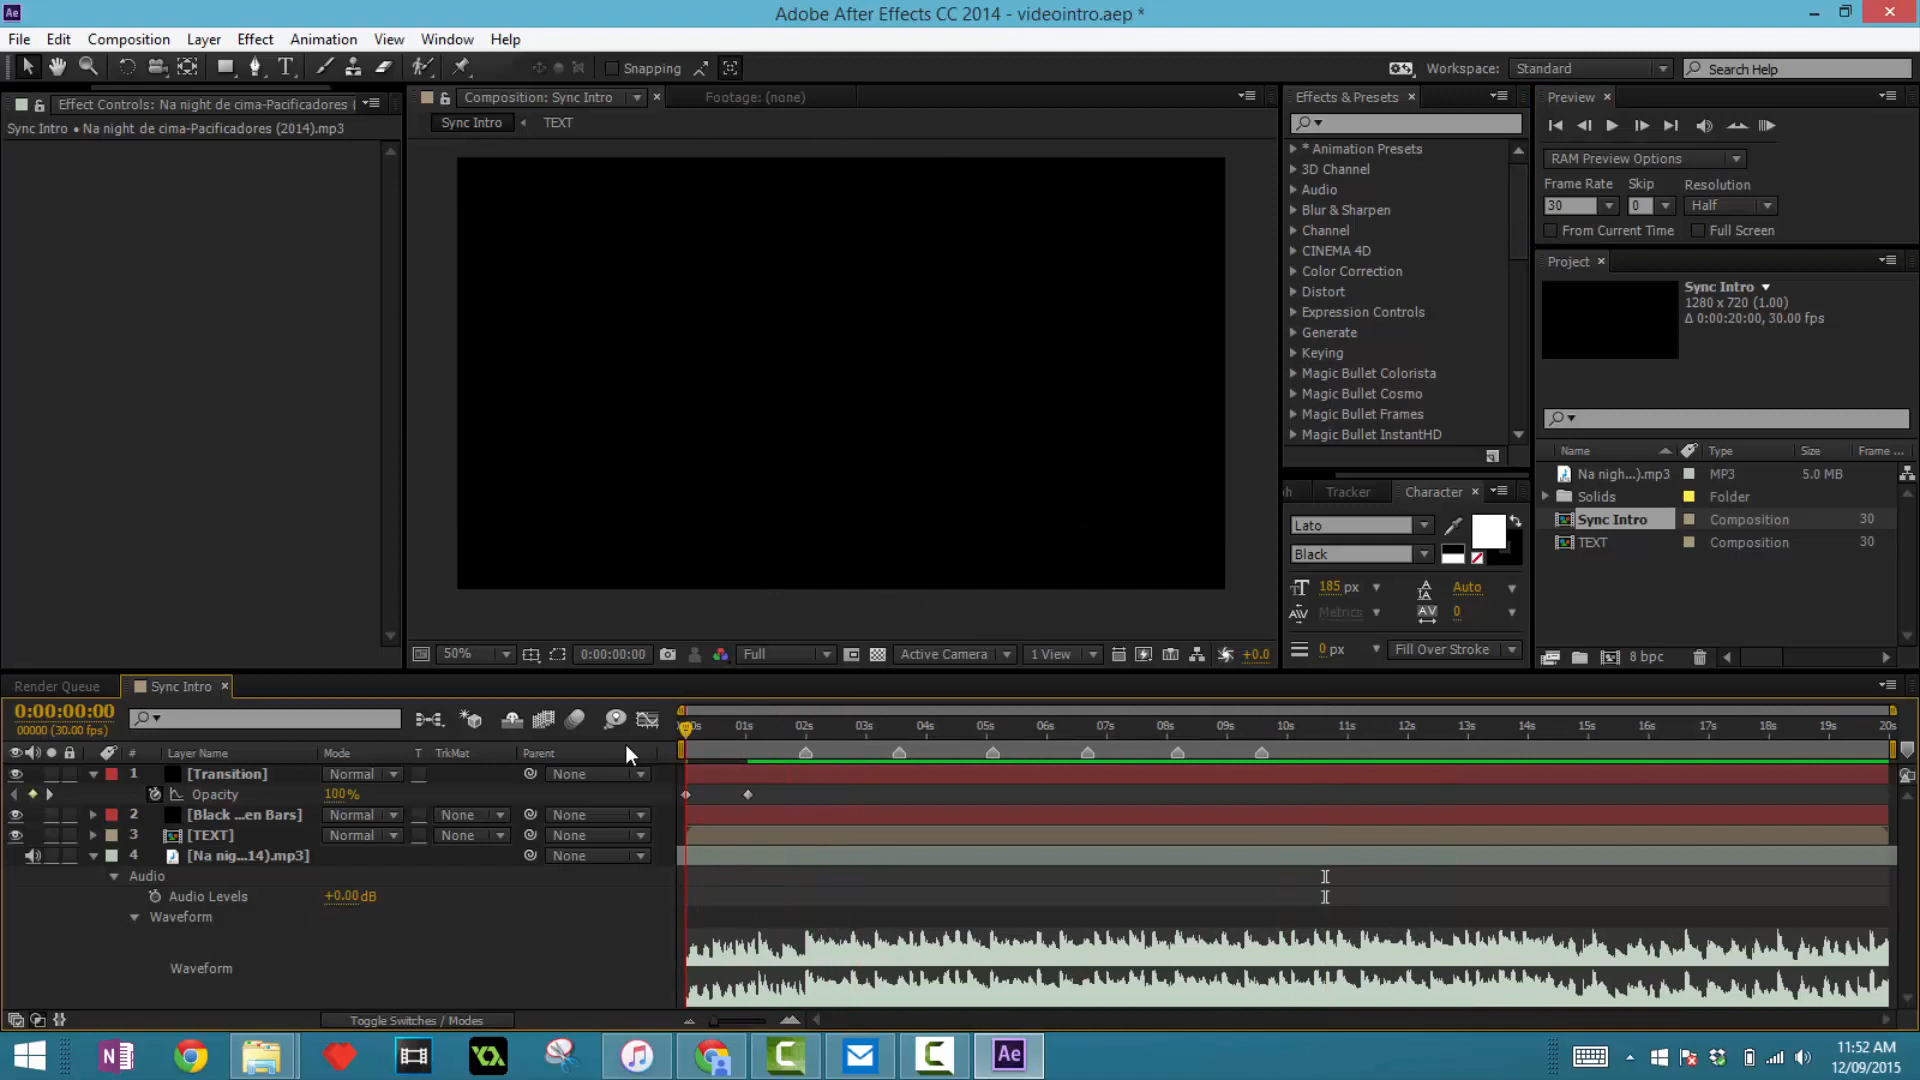 Ae Adobe After Effects CC 2014 - videointro.aep *
File Edit Composition Layer Effect Animation View Window Help
Snapping Workspace: Standard Search Help
Effect Controls: Na night de cima-Pacificadores (
Sync Intro • Na night de cima-Pacificadores (2014).mp3
Composition: Sync Intro × Footage: (none)
Sync Intro TEXT
50% 0:00:00:00 Full Active Camera 1 View +0.0
Effects & Presets ×
* Animation Presets
3D Channel
Audio
Blur & Sharpen
Channel
CINEMA 4D
Color Correction
Distort
Expression Controls
Generate
Keying
Magic Bullet Colorista
Magic Bullet Cosmo
Magic Bullet Frames
Magic Bullet InstantHD
Tracker Character ×
Lato
Black
185 px Auto
Metrics 0
0 px Fill Over Stroke
Preview ×
RAM Preview Options
Frame Rate Skip Resolution
30 0 Half
From Current Time Full Screen
Project ×
Sync Intro
1280 x 720 (1.00)
Δ 0:00:20:00, 30.00 fps
Name Type Size Frame ...
Na nigh...).mp3 MP3 5.0 MB
Solids Folder
Sync Intro Composition 30
TEXT Composition 30
8 bpc
Render Queue Sync Intro ×
0:00:00:00
00000 (30.00 fps)
:00s 01s 02s 03s 04s 05s 06s 07s 08s 09s 10s 11s 12s 13s 14s 15s 16s 17s 18s 19s 20s
# Layer Name Mode T TrkMat Parent
1 [Transition] Normal None
Opacity 100%
2 [Black ...en Bars] Normal None None
3 [TEXT] Normal None None
4 [Na nig...14).mp3] None
Audio
Audio Levels +0.00dB
Waveform
Waveform
Toggle Switches / Modes
Ae
11:52 AM
12/09/2015